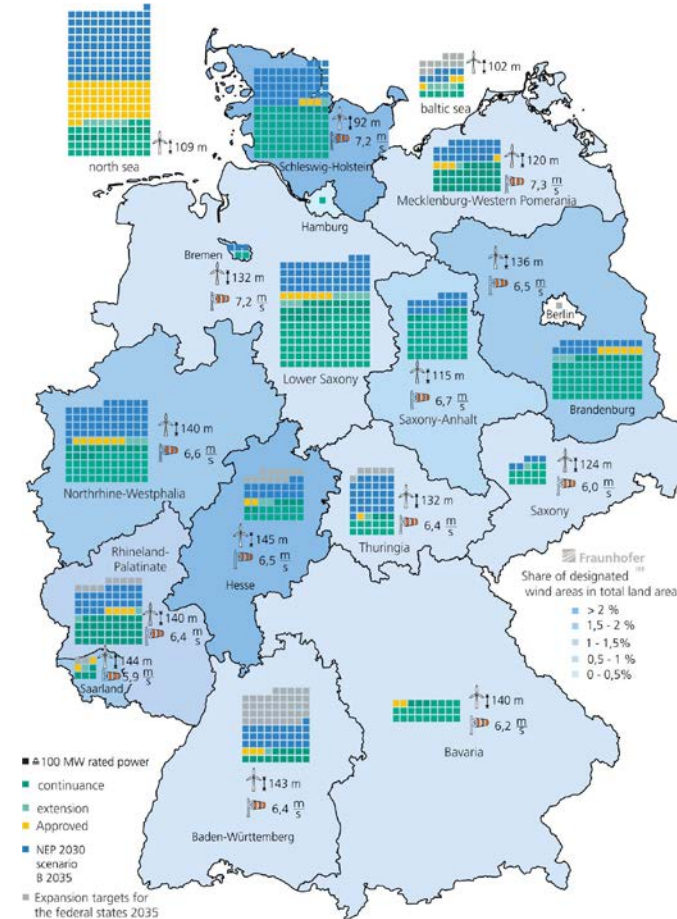 102 m
baltic sea
109 m
north sea
92 m
7,2 m/s
Schleswig-Holstein
120 m
7,3 m/s
Mecklenburg-Western Pomerania
Hamburg
Bremen
132 m
7,2 m/s
136 m
6,5 m/s
Berlin
Lower Saxony
115 m
6,7 m/s
Saxony-Anhalt
Brandenburg
140 m
6,6 m/s
Northrhine-Westphalia
124 m
6,0 m/s
Saxony
132 m
6,4 m/s
Thuringia
145 m
6,5 m/s
Hesse
Rhineland-
Palatinate
140 m
6,4 m/s
144 m
5,9 m/s
Saarland
Fraunhofer
Share of designated
wind areas in total land area
> 2 %
1,5 - 2 %
1 - 1,5%
0,5 - 1 %
0 - 0,5%
140 m
6,2 m/s
Bavaria
143 m
6,4 m/s
Baden-Württemberg
≙ 100 MW rated power
continuance
extension
Approved
NEP 2030
scenario
B 2035
Expansion targets for
the federal states 2035